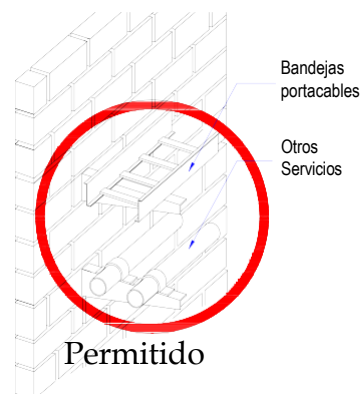 Bandejas
portacables
Otros
Servicios
Permitido